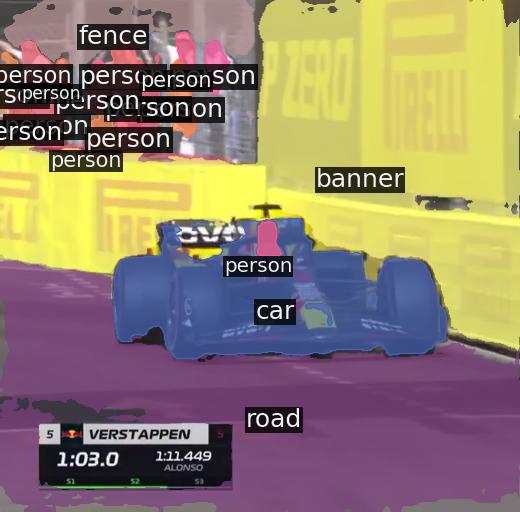 fence
person
person
person
person
person
person
person
person
person
person
P ZERO
PIRELLI
banner
PIRELLI
person
car
road
5 VERSTAPPEN 5
1:03.0 1:11.449
ALONSO
S1 S2 S3